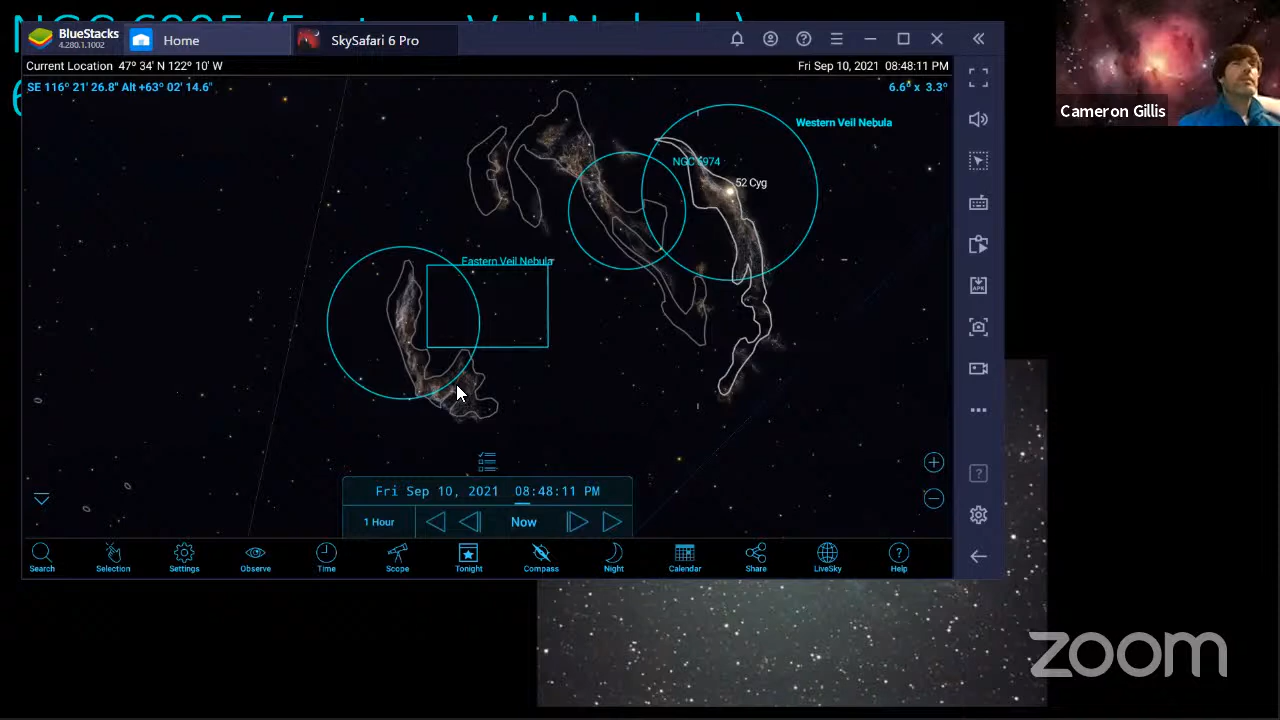 BlueStacks
4.280.1.1002
Home
SkySafari 6 Pro
Current Location 47° 34' N 122° 10' W
Fri Sep 10, 2021 08:48:11 PM
SE 116° 21' 26.8" Alt +63° 02' 14.6"
6.6° x 3.3°
Cameron Gillis
Western Veil Nebula
52 Cyg
Eastern Veil Nebula
Fri Sep 10, 2021 08:48:11 PM
1 Hour
Now
Search
Selection
Settings
Observe
Time
Scope
Tonight
Compass
Night
Calendar
Share
LiveSky
Help
APK
zoom